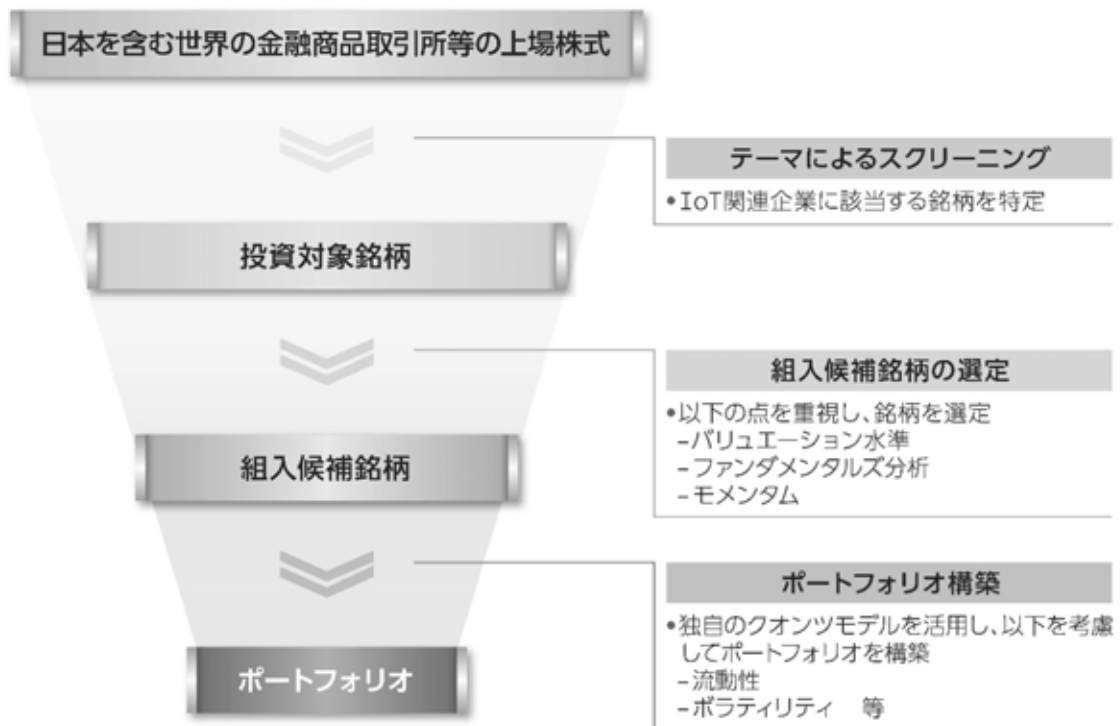 日本を含む世界の金融商品取引所等の上場株式
テーマによるスクリーニング
•IoT関連企業に該当する銘柄を特定
投資対象銘柄
組入候補銘柄の選定
•以下の点を重視し、銘柄を選定
–バリュエーション水準
–ファンダメンタルズ分析
–モメンタム
組入候補銘柄
ポートフォリオ構築
•独自のクオンツモデルを活用し、以下を考慮
してポートフォリオを構築
–流動性
–ボラティリティ　等
ポートフォリオ